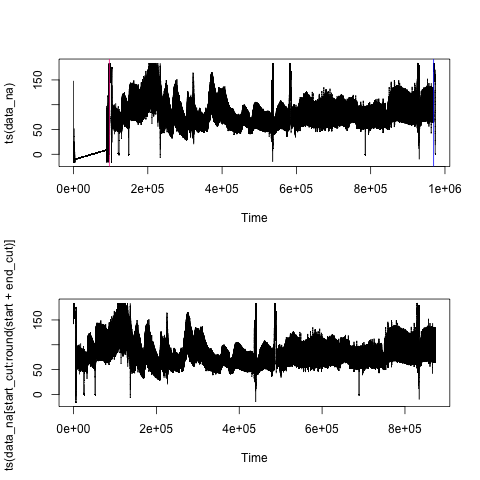 ts(data_na)
150
50
0
0e+00 2e+05 4e+05 6e+05 8e+05 1e+06
Time
ts(data_na[start_cut:round(start + end_cut)]
150
50
0
0e+00 2e+05 4e+05 6e+05 8e+05
Time